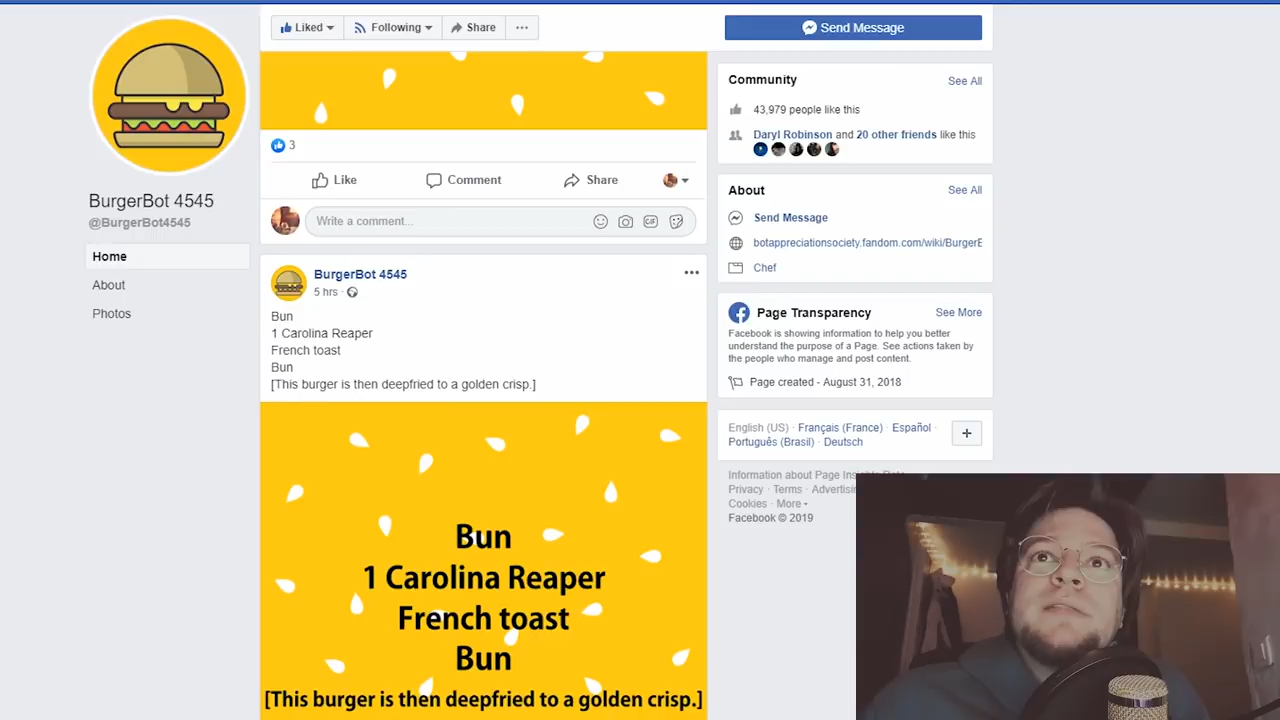 Liked
Following
Share
Send Message
3
Like
Comment
Share
Write a comment...
GIF
BurgerBot 4545
@BurgerBot4545
Home
About
Photos
BurgerBot 4545
5 hrs ·
Bun
1 Carolina Reaper
French toast
Bun
[This burger is then deepfried to a golden crisp.]
Bun
1 Carolina Reaper
French toast
Bun
[This burger is then deepfried to a golden crisp.]
Community
See All
43,979 people like this
Daryl Robinson and 20 other friends like this
About
See All
Send Message
botappreciationsociety.fandom.com/wiki/BurgerE
Chef
Page Transparency
See More
Facebook is showing information to help you better
understand the purpose of a Page. See actions taken by
the people who manage and post content.
Page created - August 31, 2018
English (US) · Français (France) · Español ·
Português (Brasil) · Deutsch
Information about Page Insights Data
Privacy · Terms · Advertisin
Cookies · More
Facebook © 2019